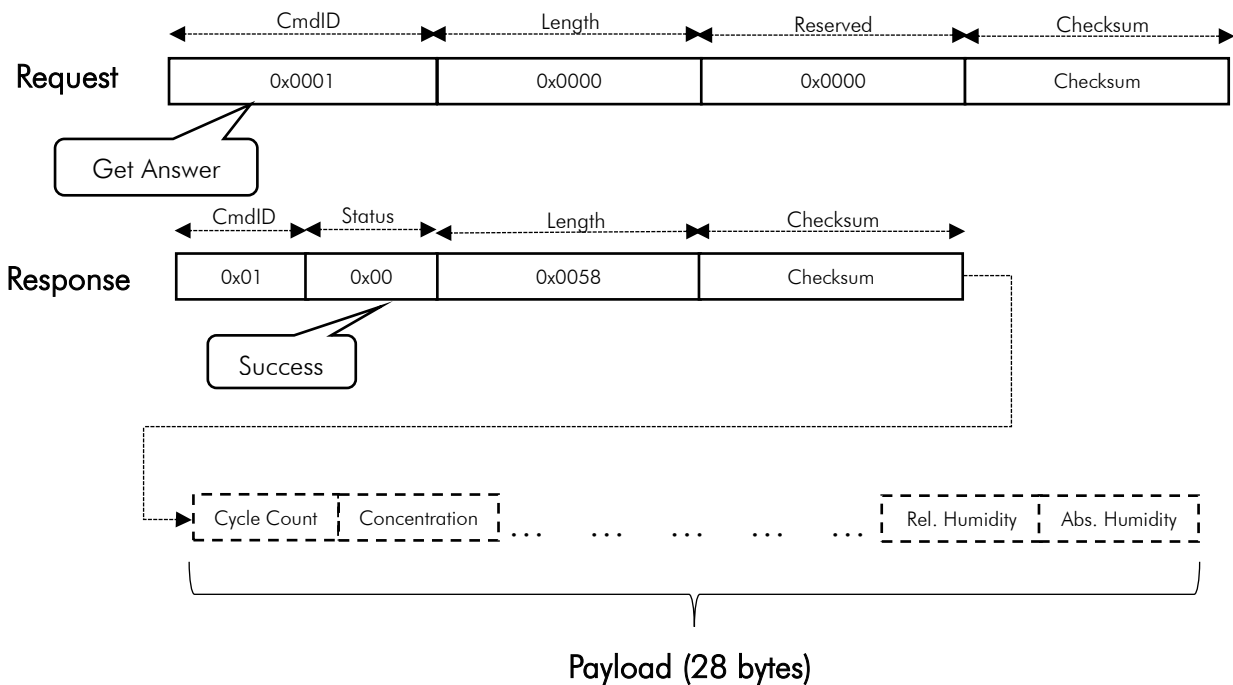 CmdID Length Reserved Checksum
Request 0x0001 0x0000 0x0000 Checksum
Get Answer
CmdID Status Length Checksum
Response 0x01 0x00 0x0058 Checksum
Success
Cycle Count Concentration ... ... ... ... ... Rel. Humidity Abs. Humidity
Payload (28 bytes)